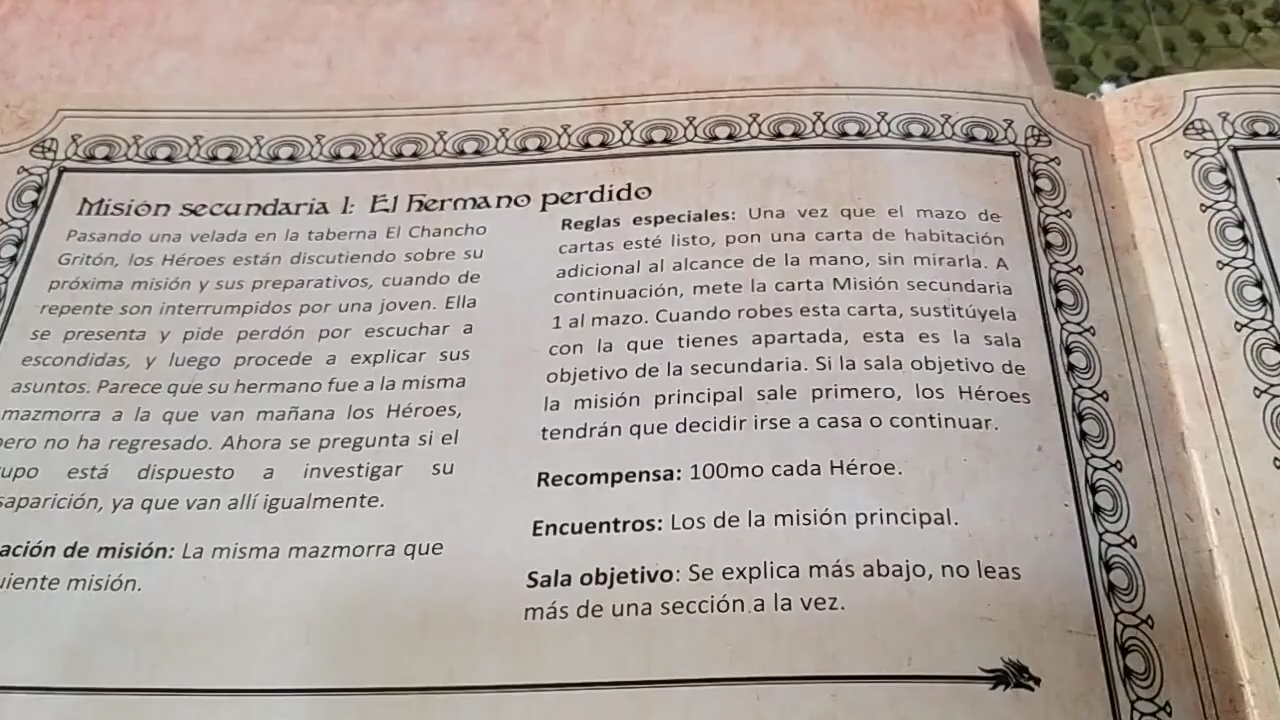 Misión secundaria 1: El Hermano perdido
Pasando una velada en la taberna El Chancho
Gritón, los Héroes están discutiendo sobre su
próxima misión y sus preparativos, cuando de
repente son interrumpidos por una joven. Ella
se presenta y pide perdón por escuchar a
escondidas, y luego procede a explicar sus
asuntos. Parece que su hermano fue a la misma
mazmorra a la que van mañana los Héroes,
pero no ha regresado. Ahora se pregunta si el
está dispuesto a investigar su
ya que van allí igualmente.
de misión: La misma mazmorra que
misión.
Reglas especiales: Una vez que el mazo de
cartas esté listo, pon una carta de habitación
adicional al alcance de la mano, sin mirarla. A
continuación, mete la carta Misión secundaria
1 al mazo. Cuando robes esta carta, sustitúyela
con la que tienes apartada, esta es la sala
objetivo de la secundaria. Si la sala objetivo de
la misión principal sale primero, los Héroes
tendrán que decidir irse a casa o continuar.
Recompensa: 100mo cada Héroe.
Encuentros: Los de la misión principal.
Sala objetivo: Se explica más abajo, no leas
más de una sección a la vez.